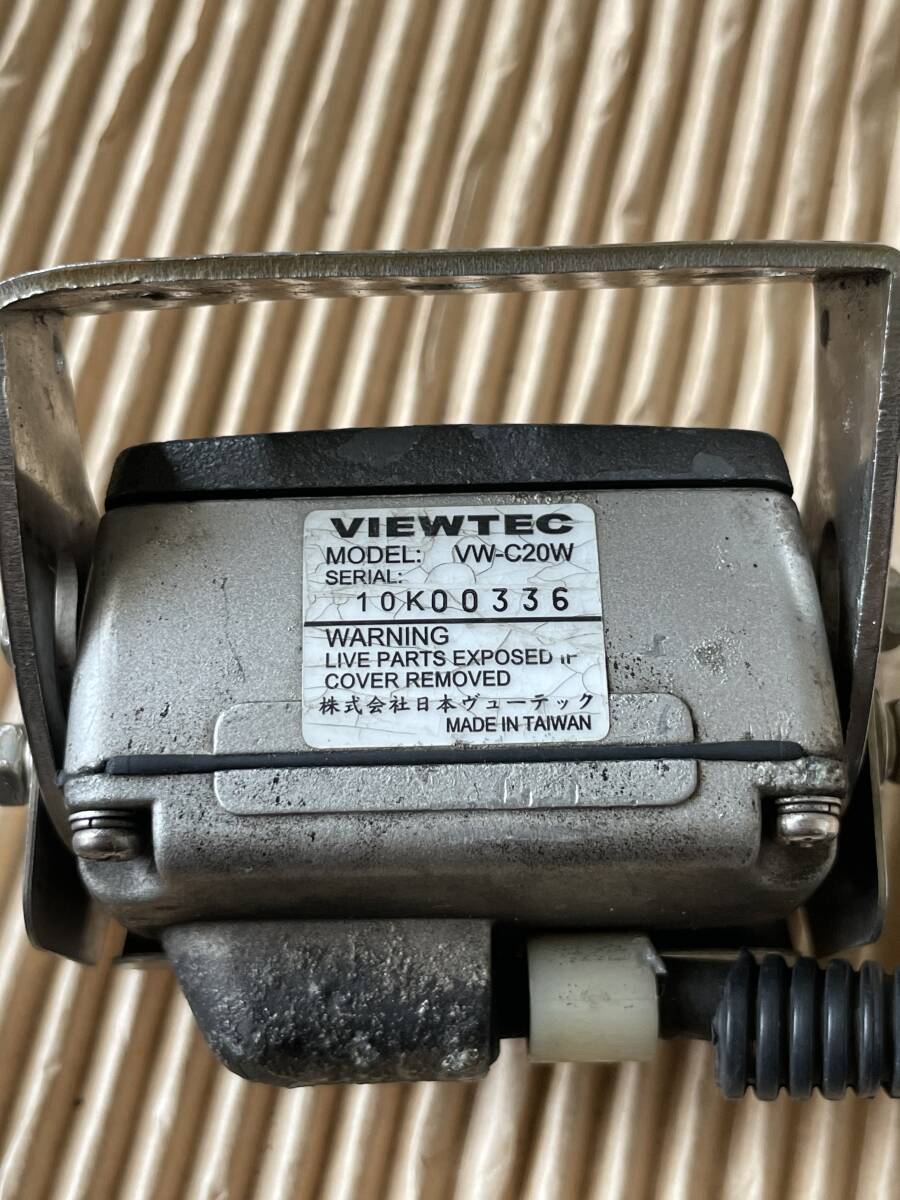 VIEWTEC
MODEL: VW-C20W
SERIAL:
10K00336
WARNING
LIVE PARTS EXPOSED IF
COVER REMOVED
株式会社日本ヴューテック
MADE IN TAIWAN